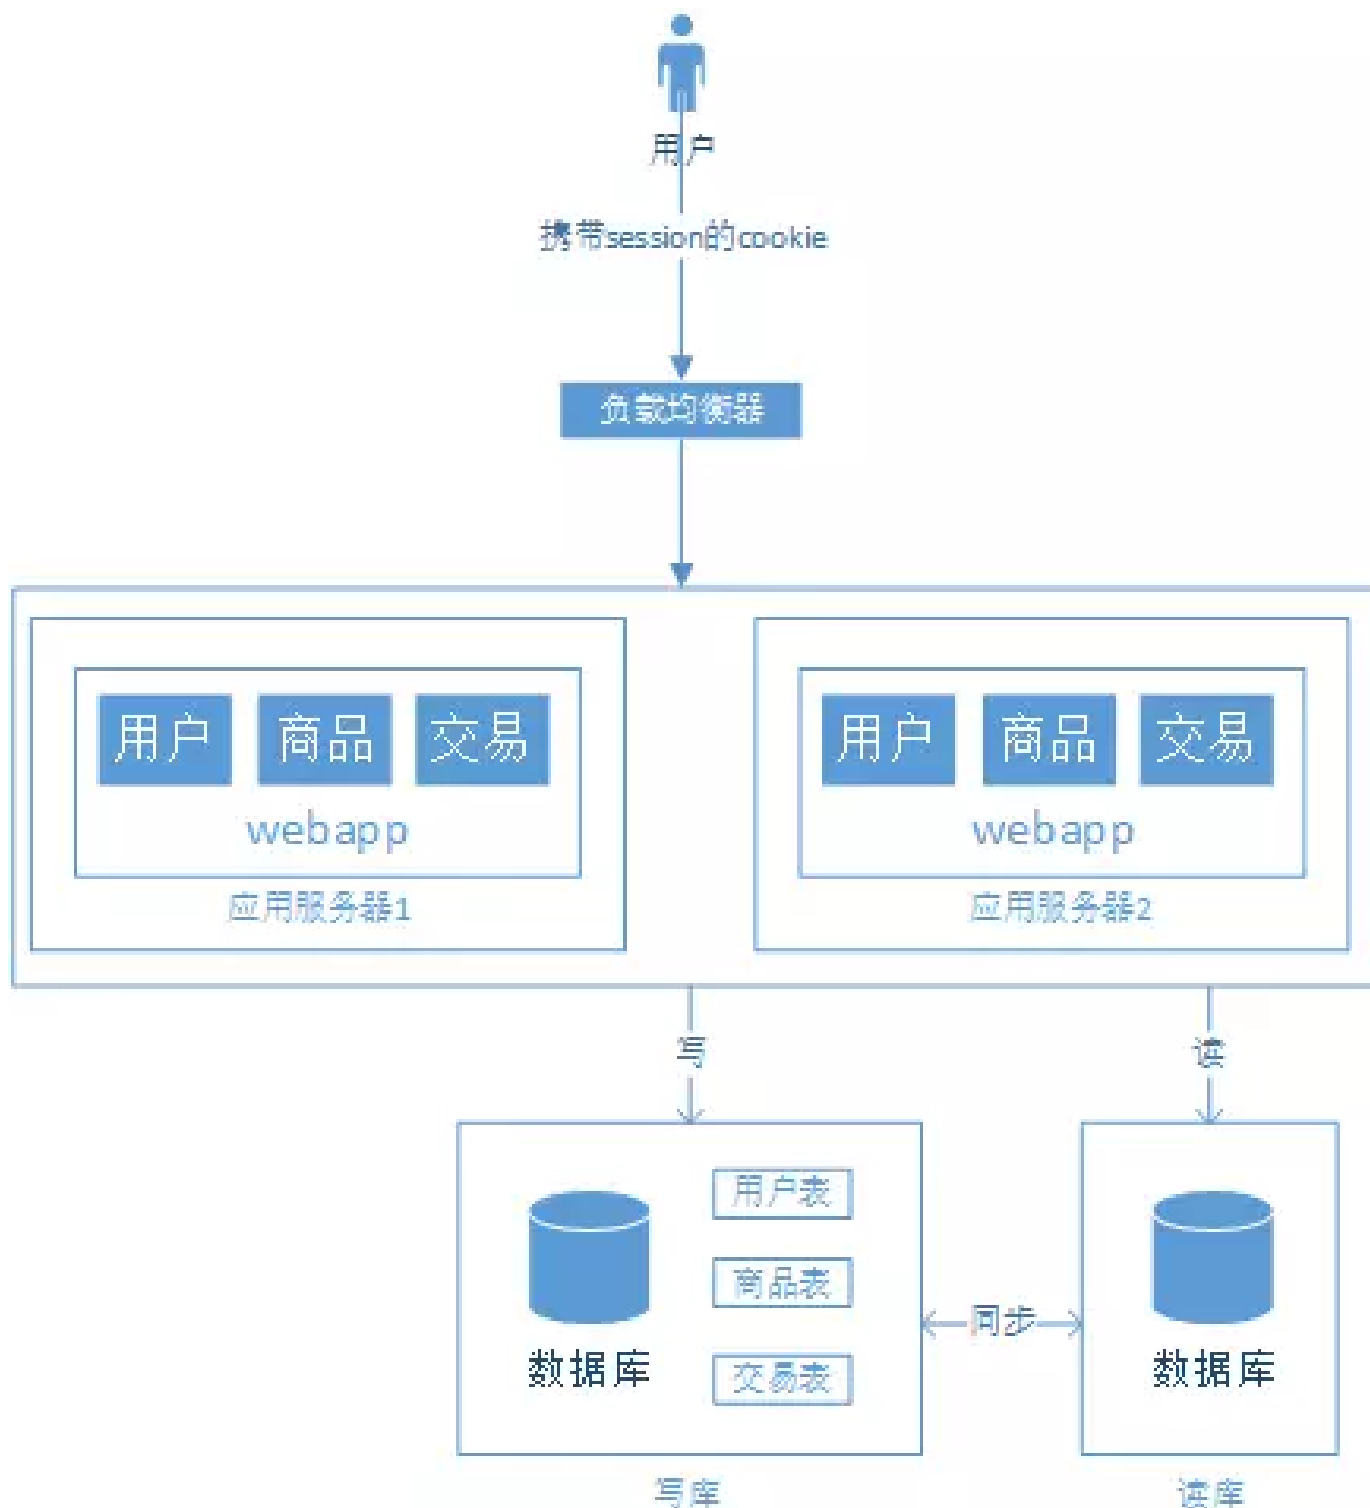 用户
携带session的cookie
负载均衡器
用户 商品 交易
webapp
应用服务器1
用户 商品 交易
webapp
应用服务器2
写
读
用户表
商品表
交易表
数据库
同步
数据库
写库
读库